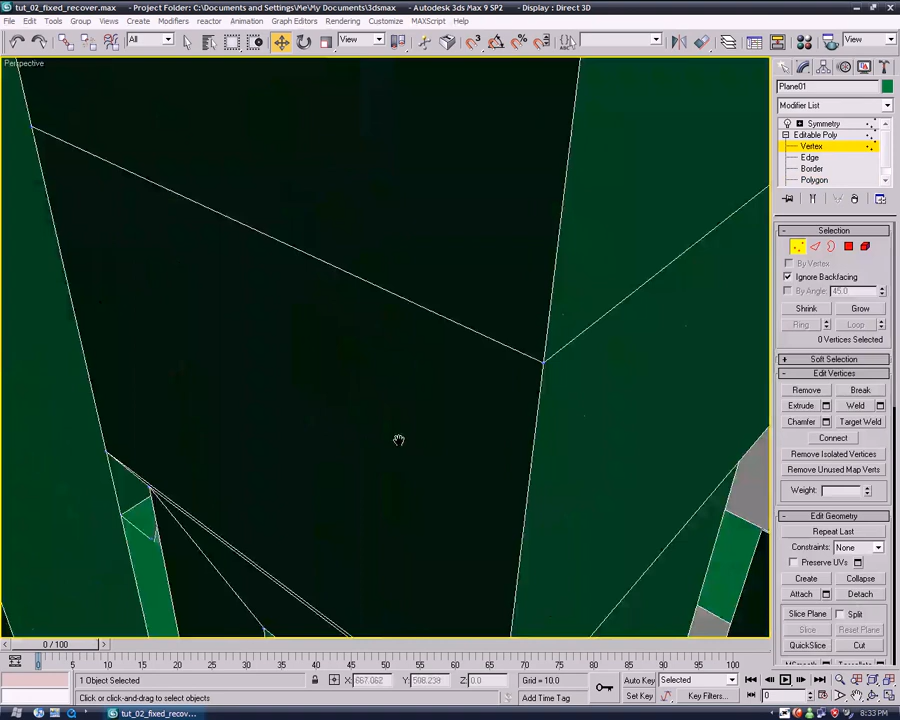 tut_02_fixed_recover.max - Project Folder: C:\Documents and Settings\Me\My Documents\3dsmax - Autodesk 3ds Max 9 SP2 - Display : Direct 3D
File Edit Tools Group Views Create Modifiers reactor Animation Graph Editors Rendering Customize MAXScript Help
All View View
Perspective
Plane01
Modifier List
Symmetry
Editable Poly
Vertex
Edge
Border
Polygon
- Selection
By Vertex
Ignore Backfacing
By Angle: 45.0
Shrink Grow
Ring Loop
0 Vertices Selected
+ Soft Selection
- Edit Vertices
Remove Break
Extrude Weld
Chamfer Target Weld
Connect
Remove Isolated Vertices
Remove Unused Map Verts
Weight:
- Edit Geometry
Repeat Last
Constraints: None
Preserve UVs
Create Collapse
Attach Detach
Slice Plane Split
Slice Reset Plane
QuickSlice Cut
MSmooth Tessellate
0 / 100
0 5 10 15 20 25 30 35 40 45 50 55 60 65 70 75 80 85 90 95 100
1 Object Selected X: 667.062 Y: 508.239 Z: 0.0 Grid = 10.0 Auto Key Selected
Click or click-and-drag to select objects Add Time Tag Set Key Key Filters... 0
start tut_02_fixed_recov... 8:33 PM